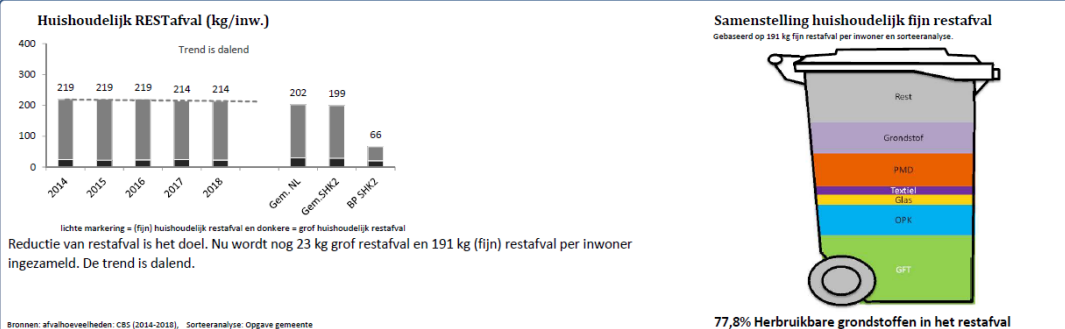 Huishoudelijk RESTafval (kg/inw.)
Trend is dalend
400
300
200
100
0
219
219
219
214
214
202
199
66
2014
2015
2016
2017
2018
Gem. NL
Gem.SHK2
BP SHK2
lichte markering = (fijn) huishoudelijk restafval en donkere = grof huishoudelijk restafval
Reductie van restafval is het doel. Nu wordt nog 23 kg grof restafval en 191 kg (fijn) restafval per inwoner
ingezameld. De trend is dalend.
Bronnen: afvalhoeveelheden: CBS (2014-2018), Sorteeranalyse: Opgave gemeente
Samenstelling huishoudelijk fijn restafval
Gebaseerd op 191 kg fijn restafval per inwoner en sorteeranalyse.
Rest
Grondstof
PMD
Textiel
Glas
OPK
GFT
77,8% Herbruikbare grondstoffen in het restafval